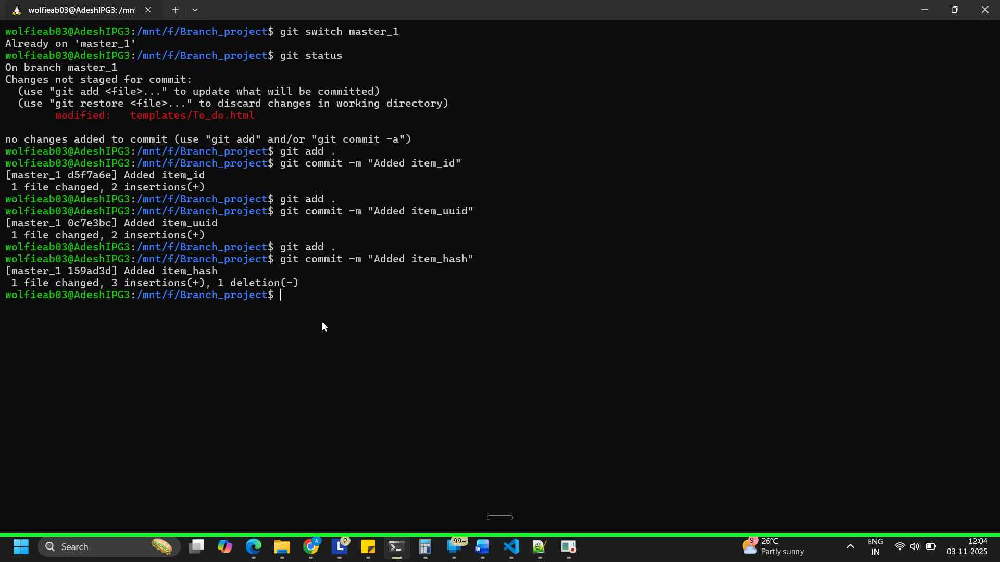 wolfieab03@AdeshIPG3: /mnt
wolfieab03@AdeshIPG3:/mnt/f/Branch_project$ git switch master_1
Already on 'master_1'
wolfieab03@AdeshIPG3:/mnt/f/Branch_project$ git status
On branch master_1
Changes not staged for commit:
  (use "git add <file>..." to update what will be committed)
  (use "git restore <file>..." to discard changes in working directory)
        modified:   templates/To_do.html
no changes added to commit (use "git add" and/or "git commit -a")
wolfieab03@AdeshIPG3:/mnt/f/Branch_project$ git add .
wolfieab03@AdeshIPG3:/mnt/f/Branch_project$ git commit -m "Added item_id"
[master_1 d5f7a6e] Added item_id
 1 file changed, 2 insertions(+)
wolfieab03@AdeshIPG3:/mnt/f/Branch_project$ git add .
wolfieab03@AdeshIPG3:/mnt/f/Branch_project$ git commit -m "Added item_uuid"
[master_1 0c7e3bc] Added item_uuid
 1 file changed, 2 insertions(+)
wolfieab03@AdeshIPG3:/mnt/f/Branch_project$ git add .
wolfieab03@AdeshIPG3:/mnt/f/Branch_project$ git commit -m "Added item_hash"
[master_1 159ad3d] Added item_hash
 1 file changed, 3 insertions(+), 1 deletion(-)
wolfieab03@AdeshIPG3:/mnt/f/Branch_project$
Search
A
L 2
99+
W
9+ 26°C
Partly sunny
ENG
IN
12:04
03-11-2025